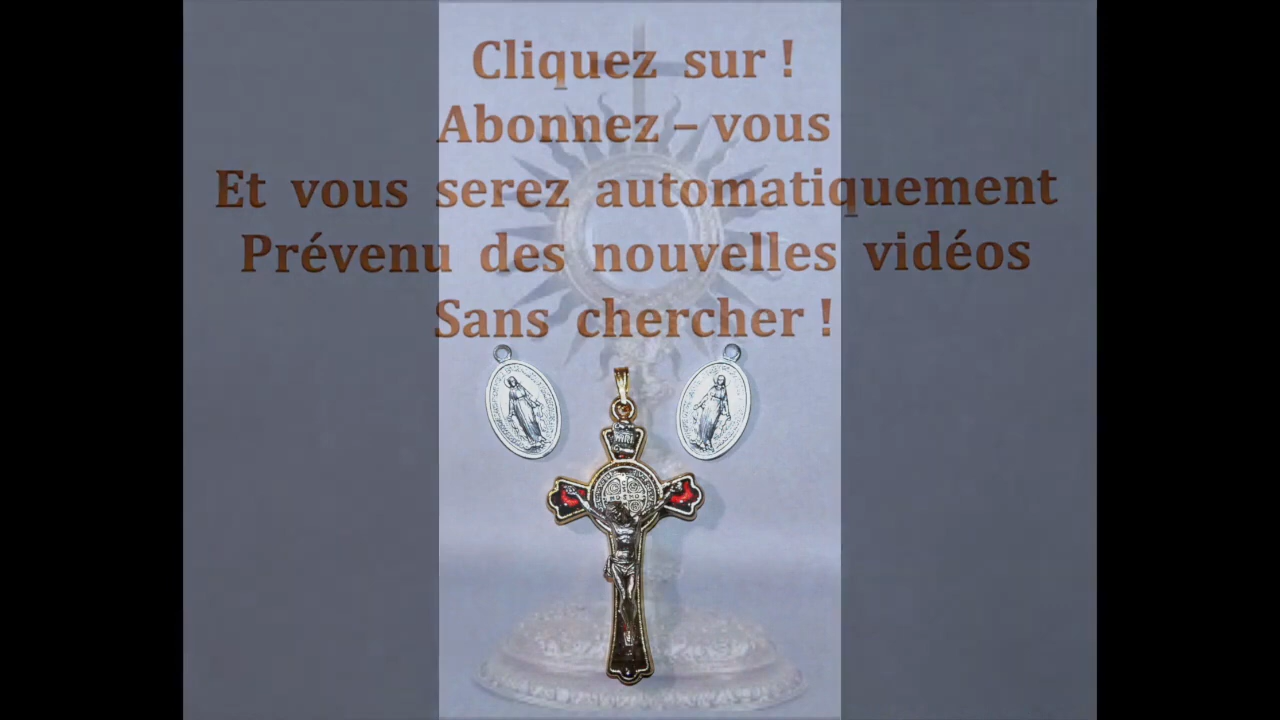 Cliquez sur !
Abonnez – vous
Et vous serez automatiquement
Prévenu des nouvelles vidéos
Sans chercher !